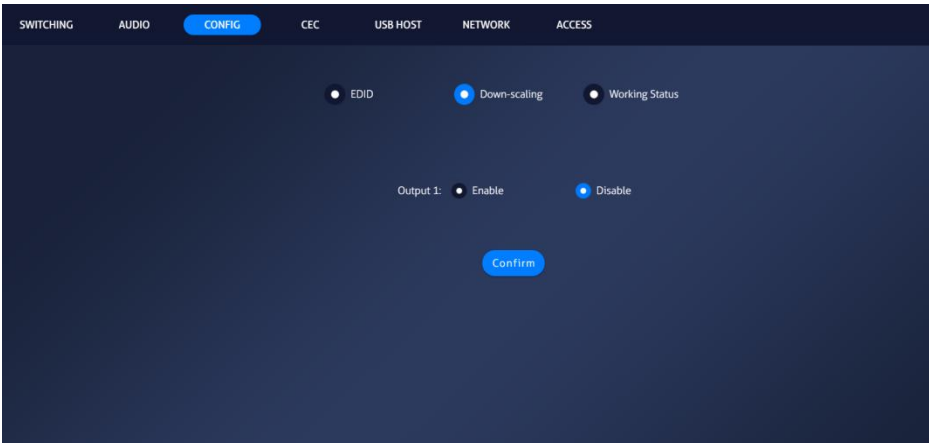 SWITCHING AUDIO CONFIG CEC USB HOST NETWORK ACCESS
EDID Down-scaling Working Status
Output 1: Enable Disable
Confirm